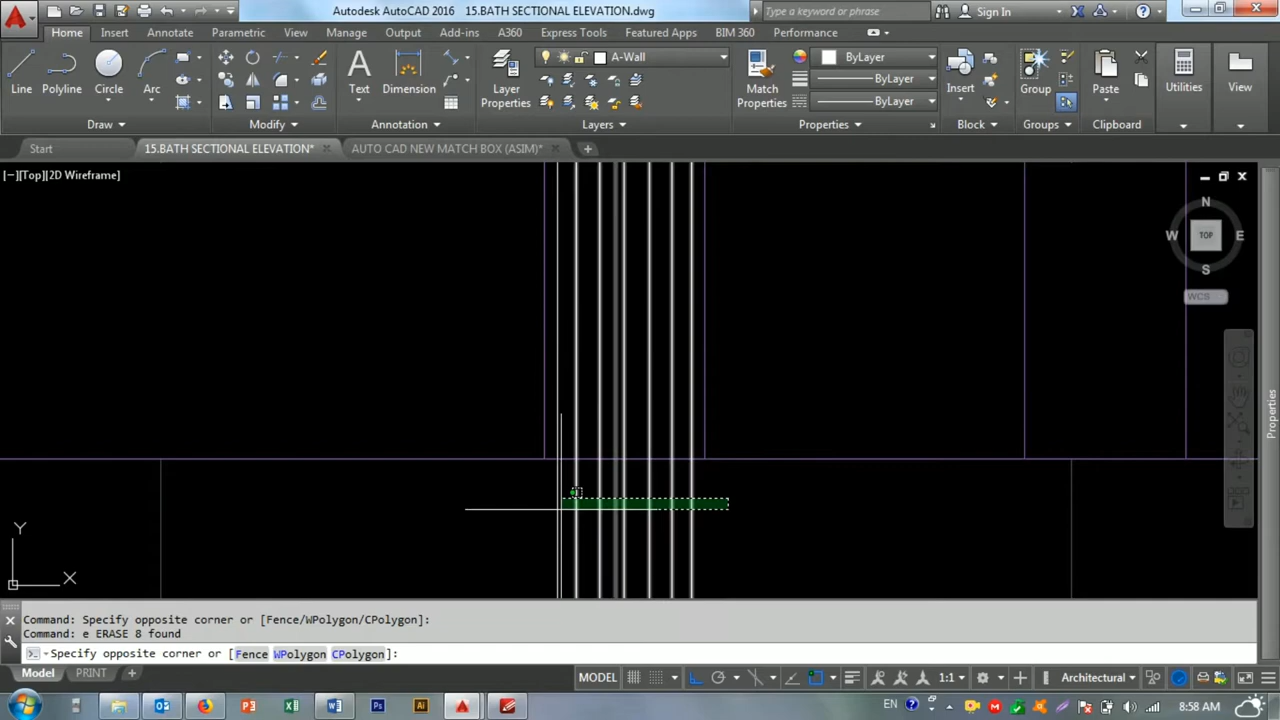 Autodesk AutoCAD 2016 15.BATH SECTIONAL ELEVATION.dwg
Type a keyword or phrase
Sign In
Home Insert Annotate Parametric View Manage Output Add-ins A360 Express Tools Featured Apps BIM 360 Performance
A-Wall
ByLayer
Line Polyline Circle Arc
Text Dimension
Layer Properties
Match Properties
ByLayer
ByLayer
Insert
Group
Paste
Utilities
View
Draw Modify Annotation Layers Properties Block Groups Clipboard
Start 15.BATH SECTIONAL ELEVATION* AUTO CAD NEW MATCH BOX (ASIM)*
[−][Top][2D Wireframe]
N
W TOP E
S
WCS
Properties
Y
X
Command: Specify opposite corner or [Fence/WPolygon/CPolygon]:
Command: e ERASE 8 found
Specify opposite corner or [Fence WPolygon CPolygon]:
Model PRINT
MODEL 1:1 Architectural
EN 8:58 AM